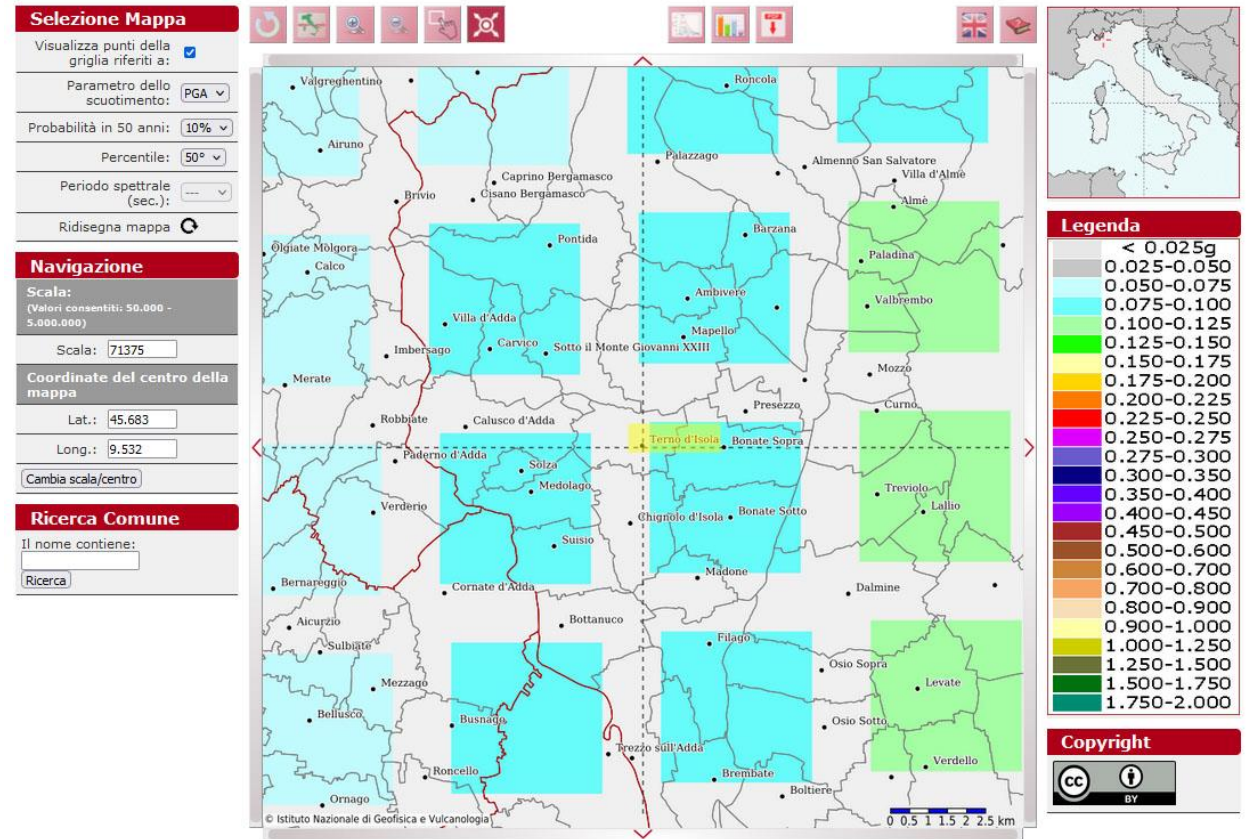 Selezione Mappa
Visualizza punti della
griglia riferiti a:
Parametro dello
scuotimento: PGA
Probabilità in 50 anni: 10%
Percentile: 50°
Periodo spettrale
(sec.): ---
Ridisegna mappa
Navigazione
Scala:
(Valori consentiti: 50.000 -
5.000.000)
Scala: 71375
Coordinate del centro della
mappa
Lat.: 45.683
Long.: 9.532
Cambia scala/centro
Ricerca Comune
Il nome contiene:
Ricerca
PDF
Valgreghentino
Roncola
Airuno
Palazzago
Almenno San Salvatore
Villa d'Almè
Caprino Bergamasco
Brivio
Cisano Bergamasco
Almè
Olgiate Molgora
Pontida
Barzana
Calco
Paladina
Ambivere
Valbrembo
Villa d'Adda
Mapello
Carvico
Sotto il Monte Giovanni XXIII
Imbersago
Mozzo
Merate
Presezzo
Curno
Robbiate
Calusco d'Adda
Terno d'Isola
Bonate Sopra
Paderno d'Adda
Solza
Medolago
Treviolo
Verderio
Chignolo d'Isola
Bonate Sotto
Lallio
Suisio
Bernareggio
Cornate d'Adda
Madone
Dalmine
Aicurzio
Bottanuco
Sulbiate
Filago
Osio Sopra
Mezzago
Levate
Bellusco
Busnago
Osio Sotto
Trezzo sull'Adda
Roncello
Brembate
Verdello
Ornago
Boltiere
© Istituto Nazionale di Geofisica e Vulcanologia
0 0.5 1 1.5 2 2.5 km
Legenda
< 0.025g
0.025-0.050
0.050-0.075
0.075-0.100
0.100-0.125
0.125-0.150
0.150-0.175
0.175-0.200
0.200-0.225
0.225-0.250
0.250-0.275
0.275-0.300
0.300-0.350
0.350-0.400
0.400-0.450
0.450-0.500
0.500-0.600
0.600-0.700
0.700-0.800
0.800-0.900
0.900-1.000
1.000-1.250
1.250-1.500
1.500-1.750
1.750-2.000
Copyright
cc
BY